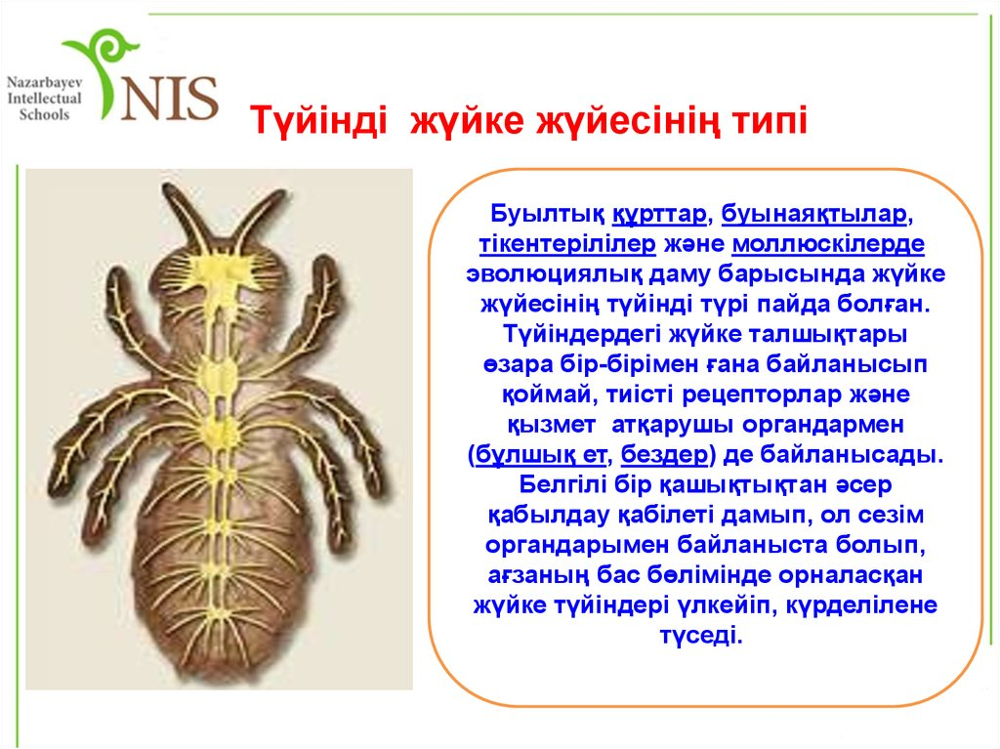 Nazarbayev
Intellectual
Schools
NIS
Түйінді жүйке жүйесінің типі
Буылтық құрттар, буынаяқтылар,
тікентерілілер және моллюскілерде
эволюциялық даму барысында жүйке
жүйесінің түйінді түрі пайда болған.
Түйіндердегі жүйке талшықтары
өзара бір-бірімен ғана байланысып
қоймай, тиісті рецепторлар және
қызмет атқарушы органдармен
(бұлшық ет, бездер) де байланысады.
Белгілі бір қашықтықтан әсер
қабылдау қабілеті дамып, ол сезім
органдарымен байланыста болып,
ағзаның бас бөлімінде орналасқан
жүйке түйіндері үлкейіп, күрделілене
түседі.